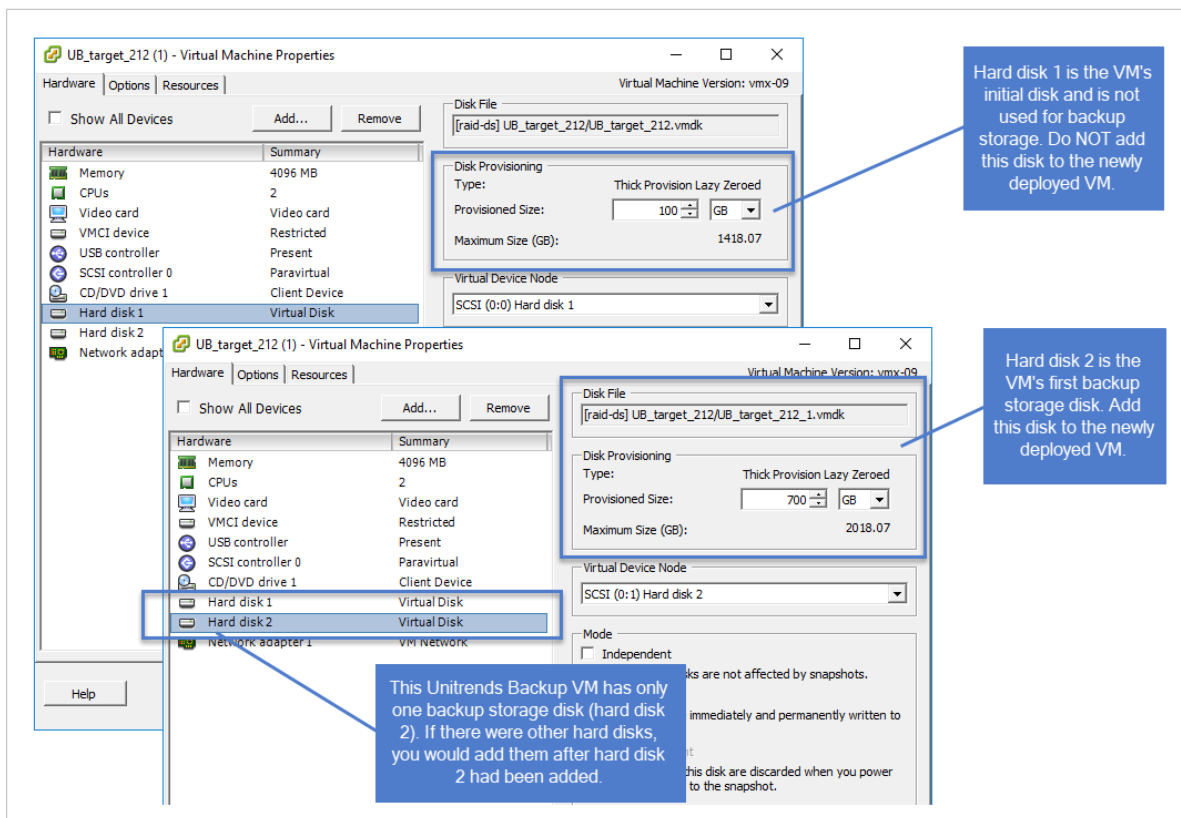 UB_target_212 (1) - Virtual Machine Properties
Hardware Options Resources
Virtual Machine Version: vmx-09
Show All Devices
Add...
Remove
Hardware Summary
Memory 4096 MB
CPUs 2
Video card Video card
VMCI device Restricted
USB controller Present
SCSI controller 0 Paravirtual
CD/DVD drive 1 Client Device
Hard disk 1 Virtual Disk
Hard disk 2
Network adapt
Help
Disk File
[raid-ds] UB_target_212/UB_target_212.vmdk
Disk Provisioning
Type: Thick Provision Lazy Zeroed
Provisioned Size: 100 GB
Maximum Size (GB): 1418.07
Virtual Device Node
SCSI (0:0) Hard disk 1
Hard disk 1 is the VM's
initial disk and is not
used for backup
storage. Do NOT add
this disk to the newly
deployed VM.
UB_target_212 (1) - Virtual Machine Properties
Hardware Options Resources
Virtual Machine Version: vmx-09
Show All Devices
Add...
Remove
Hardware Summary
Memory 4096 MB
CPUs 2
Video card Video card
VMCI device Restricted
USB controller Present
SCSI controller 0 Paravirtual
CD/DVD drive 1 Client Device
Hard disk 1 Virtual Disk
Hard disk 2 Virtual Disk
Network adapter 1 VM Network
Disk File
[raid-ds] UB_target_212/UB_target_212_1.vmdk
Disk Provisioning
Type: Thick Provision Lazy Zeroed
Provisioned Size: 700 GB
Maximum Size (GB): 2018.07
Virtual Device Node
SCSI (0:1) Hard disk 2
Mode
Independent
sks are not affected by snapshots.
immediately and permanently written to
nt
this disk are discarded when you power
to the snapshot.
Hard disk 2 is the
VM's first backup
storage disk. Add
this disk to the newly
deployed VM.
This Unitrends Backup VM has only
one backup storage disk (hard disk
2). If there were other hard disks,
you would add them after hard disk
2 had been added.